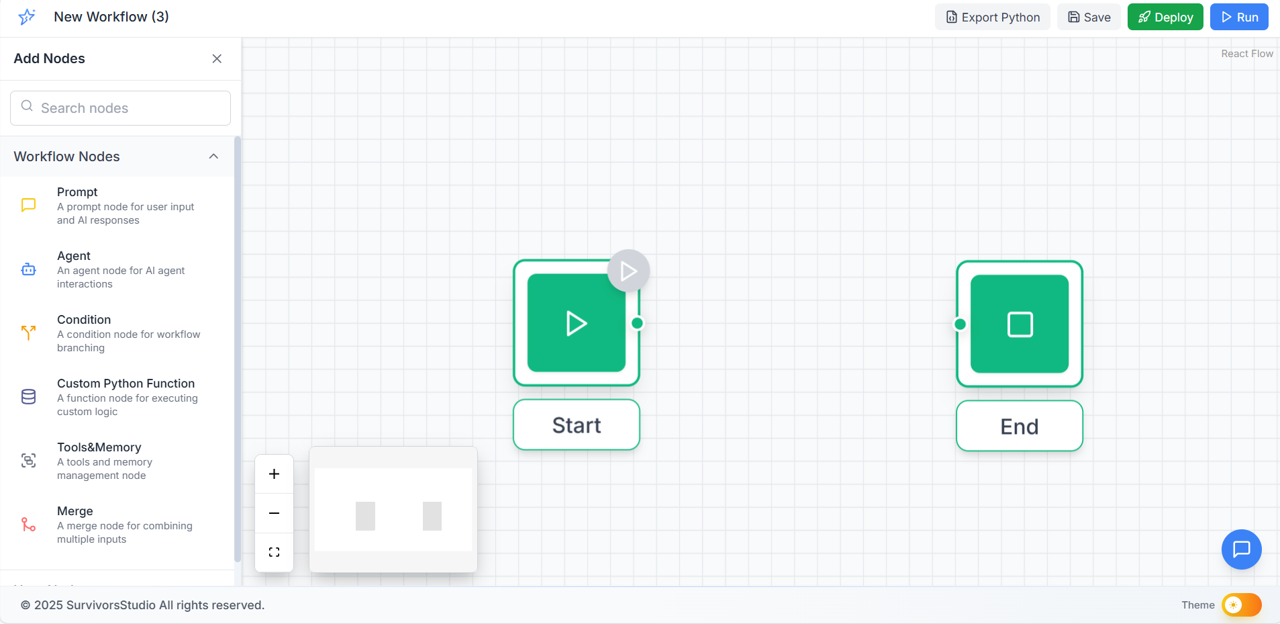 New Workflow (3)
Export Python
Save
Deploy
Run
Add Nodes
React Flow
Search nodes
Workflow Nodes
Prompt
A prompt node for user input
and AI responses
Agent
An agent node for AI agent
interactions
Condition
A condition node for workflow
branching
Custom Python Function
A function node for executing
custom logic
Tools&Memory
A tools and memory
management node
Merge
A merge node for combining
multiple inputs
Start
End
© 2025 SurvivorsStudio All rights reserved.
Theme